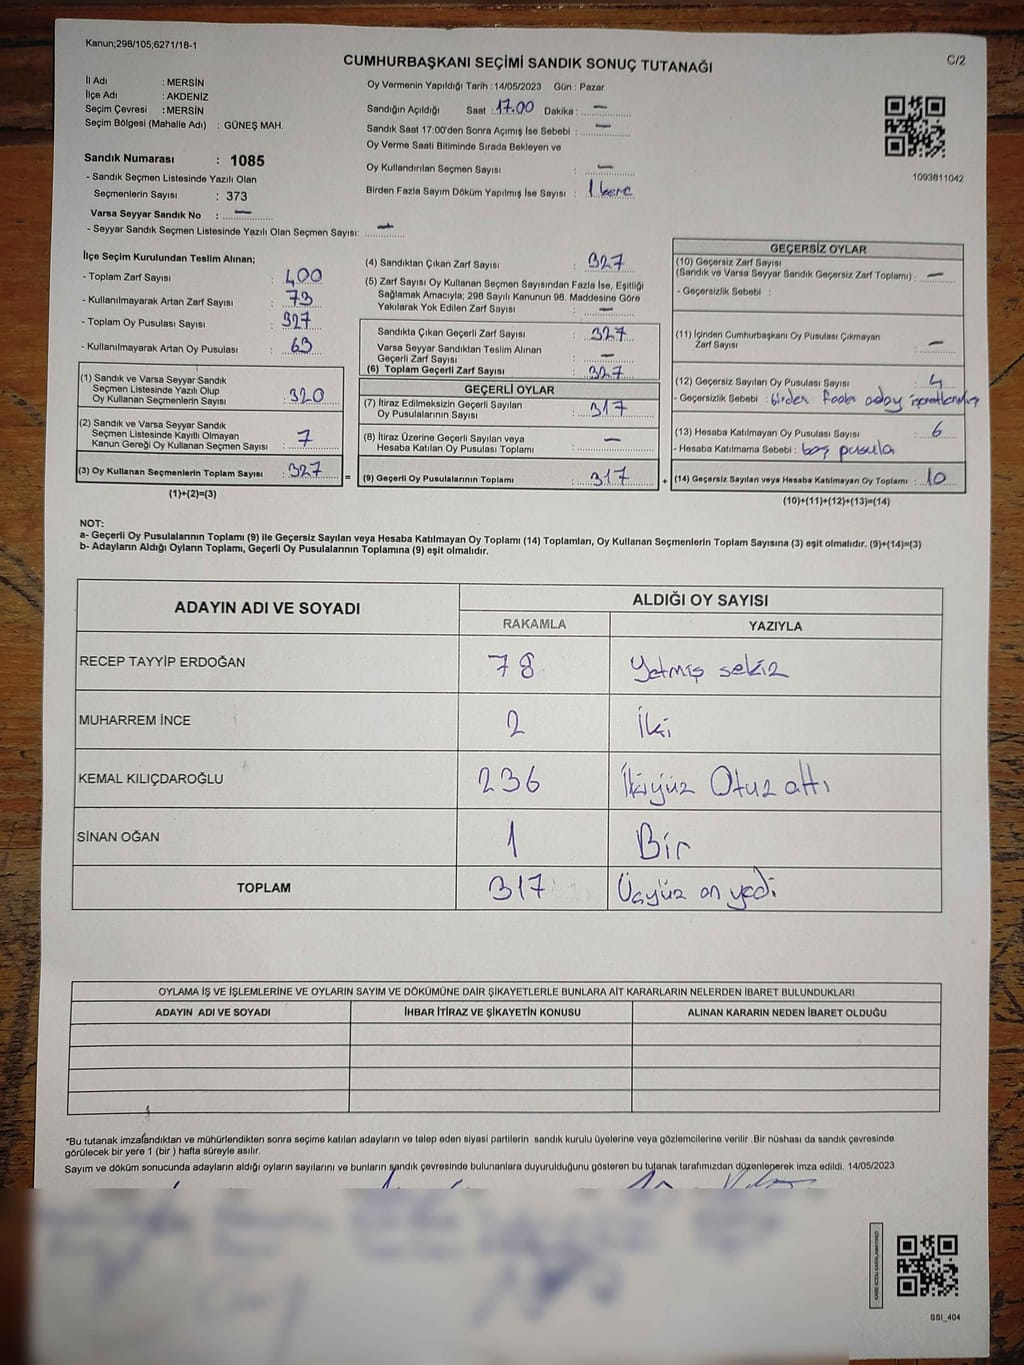 Kanun;298/105;6271/18-1
C/2
CUMHURBAŞKANI SEÇİMİ SANDIK SONUÇ TUTANAĞI
İl Adı : MERSİN
İlçe Adı : AKDENİZ
Seçim Çevresi : MERSİN
Seçim Bölgesi (Mahalle Adı) : GÜNEŞ MAH.
Sandık Numarası : 1085
- Sandık Seçmen Listesinde Yazılı Olan
Seçmenlerin Sayısı : 373
Varsa Seyyar Sandık No : —
- Seyyar Sandık Seçmen Listesinde Yazılı Olan Seçmen Sayısı: —
Oy Vermenin Yapıldığı Tarih : 14/05/2023 Gün : Pazar
Sandığın Açıldığı Saat : 17.00 Dakika : —
Sandık Saat 17:00'den Sonra Açımış İse Sebebi : —
Oy Verme Saati Bitiminde Sırada Bekleyen ve
Oy Kullandırılan Seçmen Sayısı : —
Birden Fazla Sayım Döküm Yapılmış İse Sayısı : 1 kere
1093811042
İlçe Seçim Kurulundan Teslim Alınan;
- Toplam Zarf Sayısı : 400
- Kullanılmayarak Artan Zarf Sayısı : 73
- Toplam Oy Pusulası Sayısı : 327
- Kullanılmayarak Artan Oy Pusulası : 63
(1) Sandık ve Varsa Seyyar Sandık
Seçmen Listesinde Yazılı Olup
Oy Kullanan Seçmenlerin Sayısı : 320
(2) Sandık ve Varsa Seyyar Sandık
Seçmen Listesinde Kayıtlı Olmayan
Kanun Gereği Oy Kullanan Seçmen Sayısı : 7
(3) Oy Kullanan Seçmenlerin Toplam Sayısı : 327 =
(1)+(2)=(3)
(4) Sandıktan Çıkan Zarf Sayısı : 327
(5) Zarf Sayısı Oy Kullanan Seçmen Sayısından Fazla İse, Eşitliği
Sağlamak Amacıyla; 298 Sayılı Kanunun 98. Maddesine Göre
Yakılarak Yok Edilen Zarf Sayısı : —
Sandıkta Çıkan Geçerli Zarf Sayısı : 327
Varsa Seyyar Sandıktan Teslim Alınan
Geçerli Zarf Sayısı : —
(6) Toplam Geçerli Zarf Sayısı : 327
GEÇERLİ OYLAR
(7) İtiraz Edilmeksizin Geçerli Sayılan
Oy Pusulalarının Sayısı : 317
(8) İtiraz Üzerine Geçerli Sayılan veya
Hesaba Katılan Oy Pusulası Toplamı : —
(9) Geçerli Oy Pusulalarının Toplamı : 317 +
GEÇERSİZ OYLAR
(10) Geçersiz Zarf Sayısı
(Sandık ve Varsa Seyyar Sandık Geçersiz Zarf Toplamı) : —
- Geçersizlik Sebebi :
(11) İçinden Cumhurbaşkanı Oy Pusulası Çıkmayan
Zarf Sayısı : —
(12) Geçersiz Sayılan Oy Pusulası Sayısı : 4
- Geçersizlik Sebebi : birden fazla aday işaretlenmiş
(13) Hesaba Katılmayan Oy Pusulası Sayısı : 6
- Hesaba Katılmama Sebebi : boş pusula
(14) Geçersiz Sayılan veya Hesaba Katılmayan Oy Toplamı : 10
(10)+(11)+(12)+(13)=(14)
NOT:
a- Geçerli Oy Pusulalarının Toplamı (9) ile Geçersiz Sayılan veya Hesaba Katılmayan Oy Toplamı (14) Toplamları, Oy Kullanan Seçmenlerin Toplam Sayısına (3) eşit olmalıdır. (9)+(14)=(3)
b- Adayların Aldığı Oyların Toplamı, Geçerli Oy Pusulalarının Toplamına (9) eşit olmalıdır.
ADAYIN ADI VE SOYADI
ALDIĞI OY SAYISI
RAKAMLA YAZIYLA
RECEP TAYYİP ERDOĞAN 78 Yetmiş sekiz
MUHARREM İNCE 2 İki
KEMAL KILIÇDAROĞLU 236 İkiyüz Otuz altı
SİNAN OĞAN 1 Bir
TOPLAM 317 Üçyüz on yedi
OYLAMA İŞ VE İŞLEMLERİNE VE OYLARIN SAYIM VE DÖKÜMÜNE DAİR ŞİKAYETLERLE BUNLARA AİT KARARLARIN NELERDEN İBARET BULUNDUKLARI
ADAYIN ADI VE SOYADI İHBAR İTİRAZ VE ŞİKAYETİN KONUSU ALINAN KARARIN NEDEN İBARET OLDUĞU
*Bu tutanak imzalandıktan ve mühürlendikten sonra seçime katılan adayların ve talep eden siyasi partilerin sandık kurulu üyelerine veya gözlemcilerine verilir .Bir nüshası da sandık çevresinde
görülecek bir yere 1 (bir ) hafta süreyle asılır.
Sayım ve döküm sonucunda adayların aldığı oyların sayılarını ve bunların sandık çevresinde bulunanlara duyurulduğunu gösteren bu tutanak tarafımızdan düzenlenerek imza edildi. 14/05/2023
SSI_404